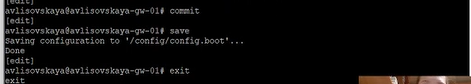 [edit]
avlisovskaya@avlisovskaya-gw-01# commit
[edit]
avlisovskaya@avlisovskaya-gw-01# save
Saving configuration to '/config/config.boot'...
Done
[edit]
avlisovskaya@avlisovskaya-gw-01# exit
exit